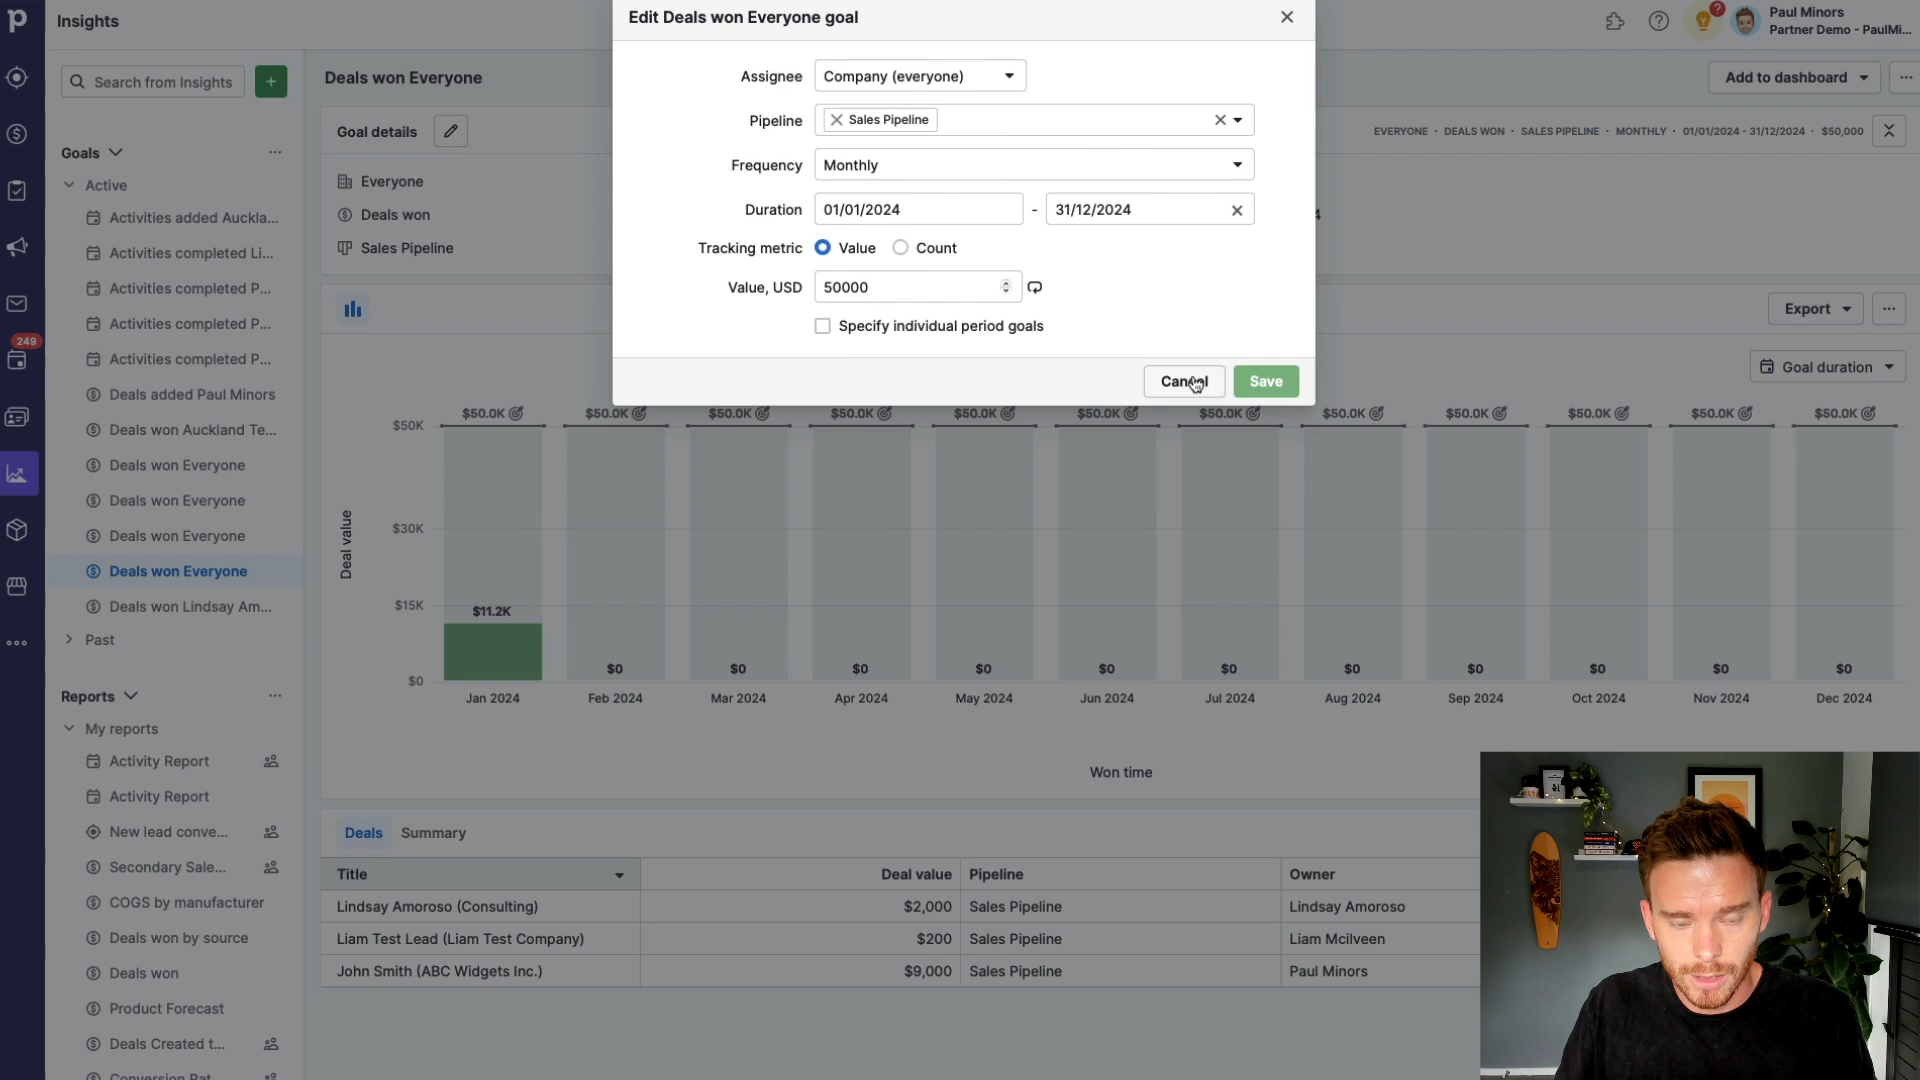 p
Insights
Edit Deals won Everyone goal
?
?
Paul Minors
Partner Demo - PaulMi...
Search from Insights
+
Deals won Everyone
Add to dashboard
Assignee
Company (everyone)
Pipeline
Sales Pipeline
Frequency
Monthly
Duration
01/01/2024
-
31/12/2024
Tracking metric
Value
Count
Value, USD
50000
Specify individual period goals
Cancel
Save
Goal details
EVERYONE • DEALS WON • SALES PIPELINE • MONTHLY • 01/01/2024 - 31/12/2024 • $50,000
Everyone
Deals won
Sales Pipeline
Export
Goal duration
Goals
Active
Activities added Auckla...
Activities completed Li...
Activities completed P...
Activities completed P...
Activities completed P...
Deals added Paul Minors
Deals won Auckland Te...
Deals won Everyone
Deals won Everyone
Deals won Everyone
Deals won Everyone
Deals won Lindsay Am...
Past
249
Reports
My reports
Activity Report
Activity Report
New lead conve...
Secondary Sale...
COGS by manufacturer
Deals won by source
Deals won
Product Forecast
Deals Created t...
Conversion Rat...
$50.0K $50.0K $50.0K $50.0K $50.0K $50.0K $50.0K $50.0K $50.0K $50.0K $50.0K $50.0K
$50K
$30K
$15K
$0
Deal value
$11.2K
$0 $0 $0 $0 $0 $0 $0 $0 $0 $0 $0
Jan 2024 Feb 2024 Mar 2024 Apr 2024 May 2024 Jun 2024 Jul 2024 Aug 2024 Sep 2024 Oct 2024 Nov 2024 Dec 2024
Won time
Deals Summary
Title Deal value Pipeline Owner
Lindsay Amoroso (Consulting) $2,000 Sales Pipeline Lindsay Amoroso
Liam Test Lead (Liam Test Company) $200 Sales Pipeline Liam Mcilveen
John Smith (ABC Widgets Inc.) $9,000 Sales Pipeline Paul Minors